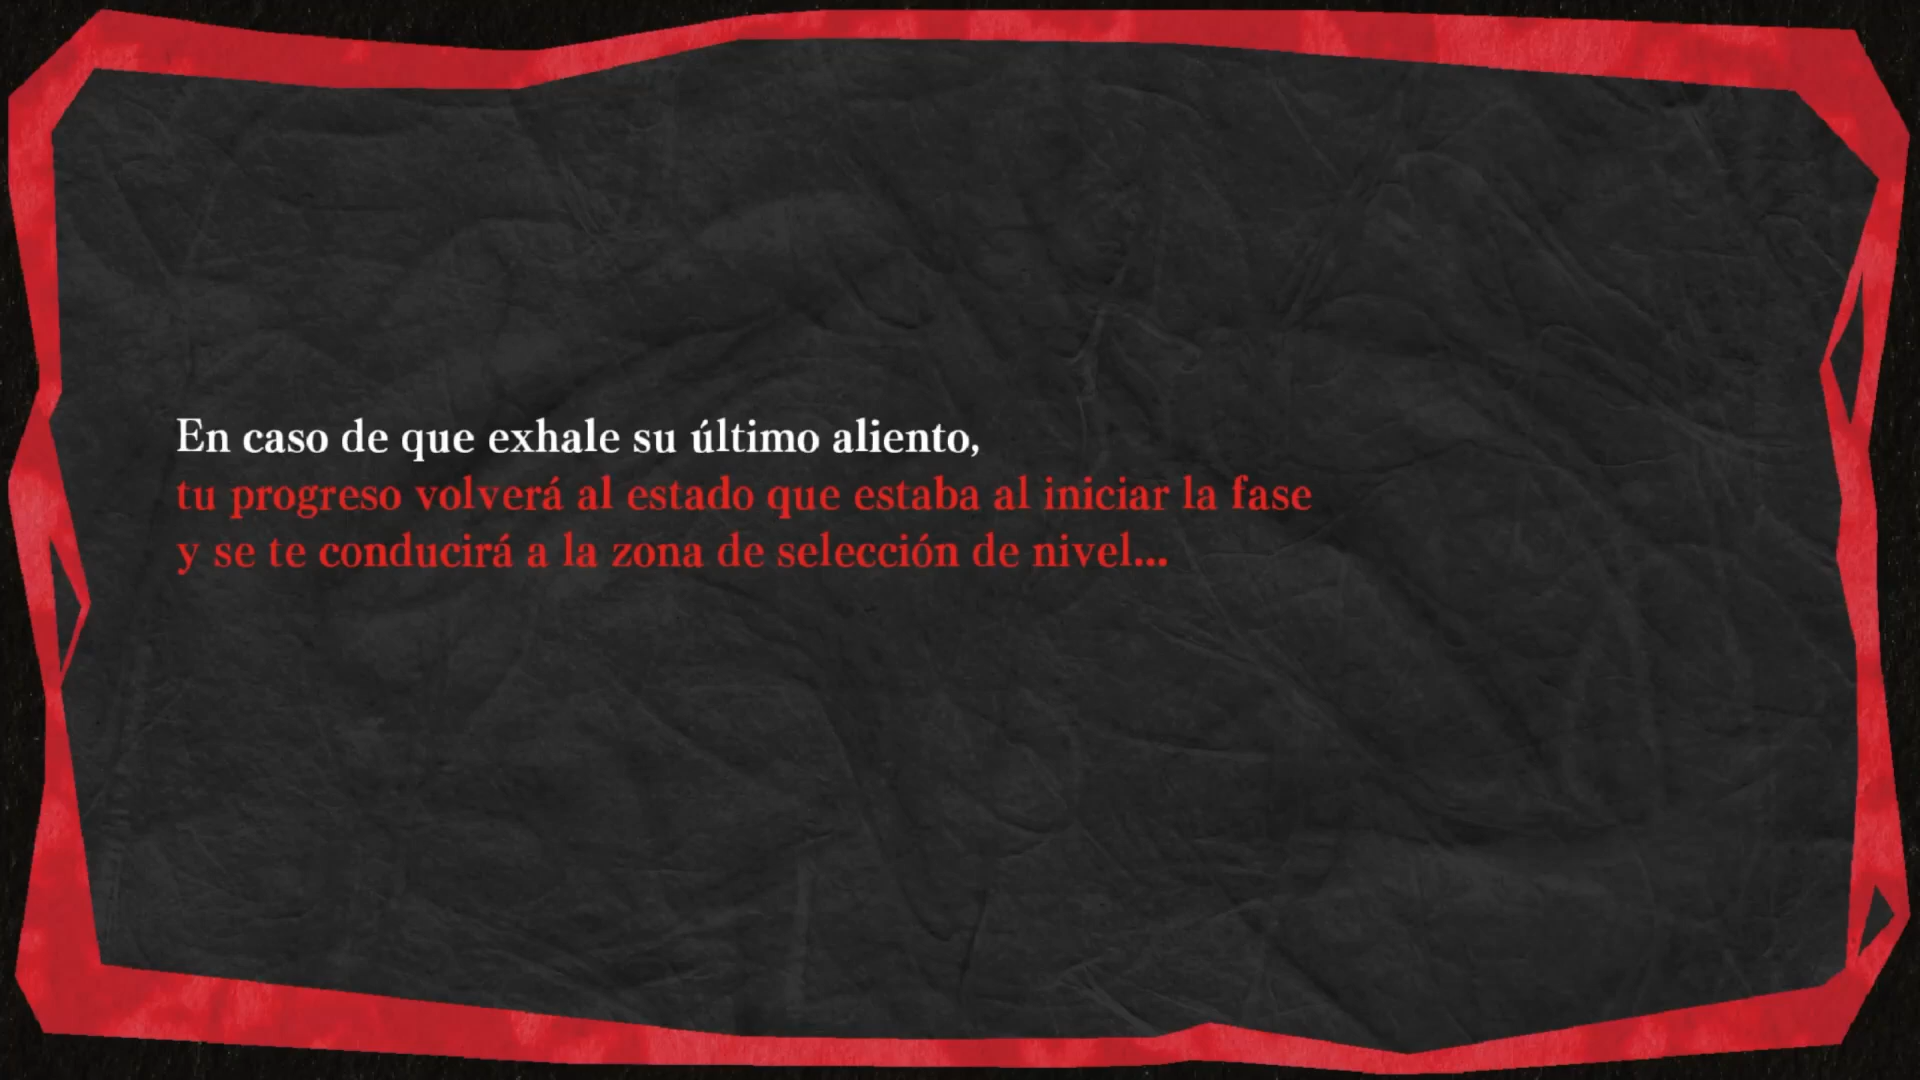 En caso de que exhale su último aliento,
tu progreso volverá al estado que estaba al iniciar la fase
y se te conducirá a la zona de selección de nivel...